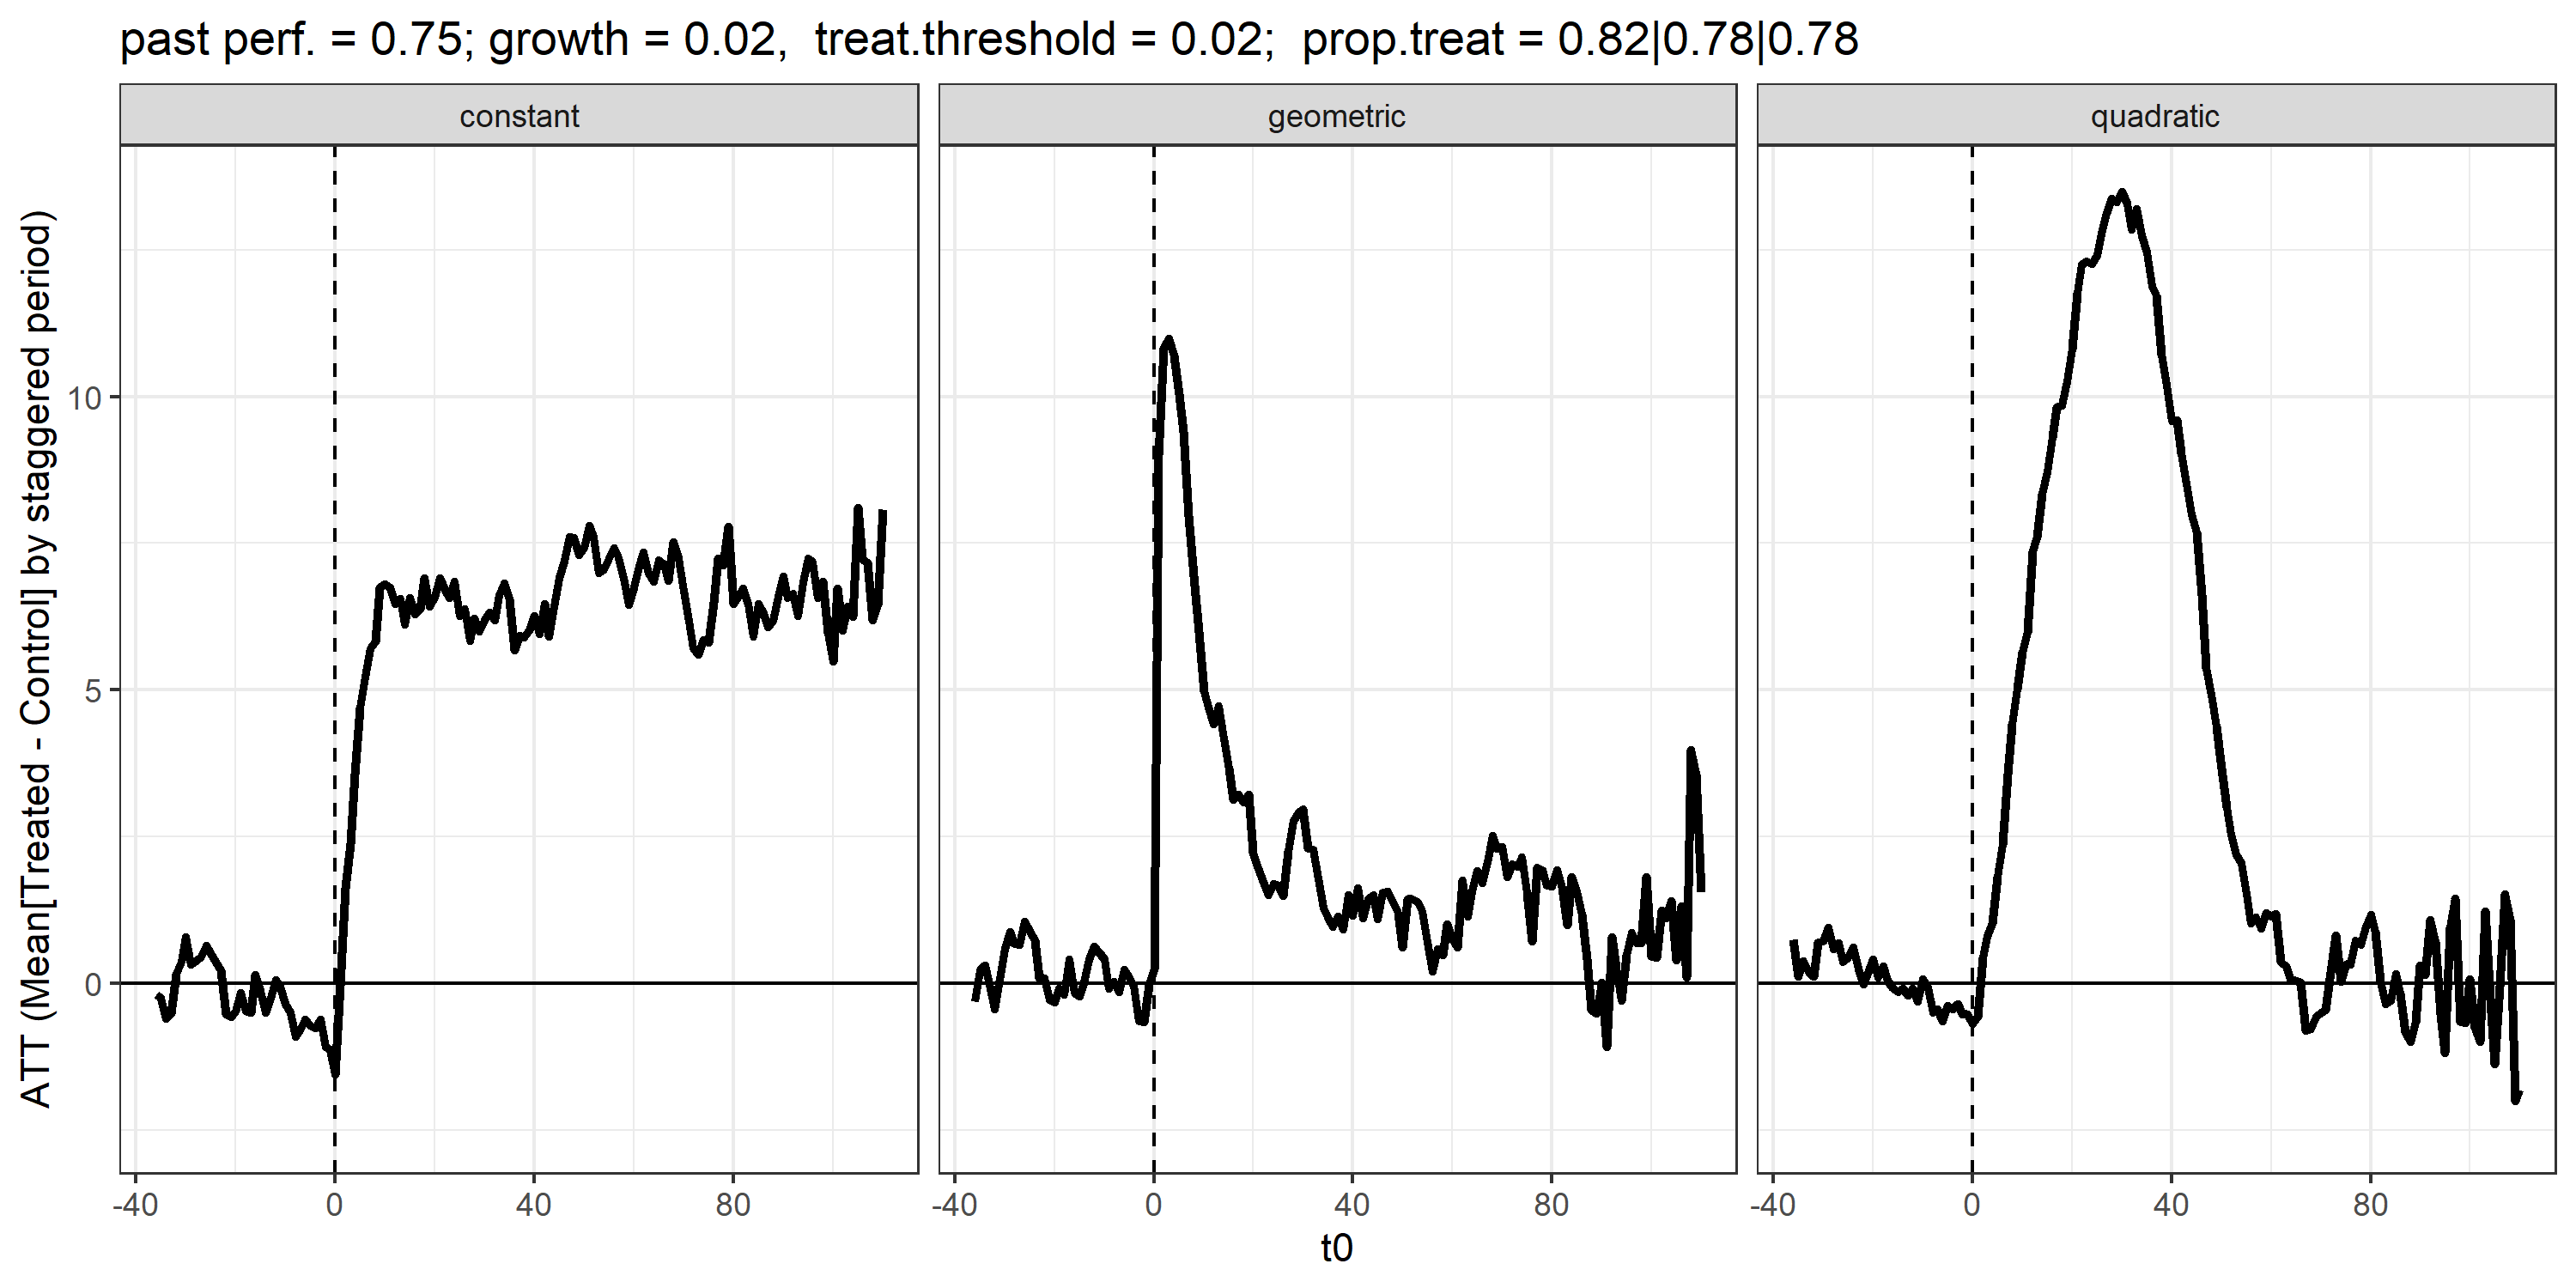 past perf. = 0.75; growth = 0.02,  treat.threshold = 0.02;  prop.treat = 0.82|0.78|0.78
constant
geometric
quadratic
ATT (Mean[Treated - Control] by staggered period)
10
5
0
-40 0 40 80
-40 0 40 80
-40 0 40 80
t0